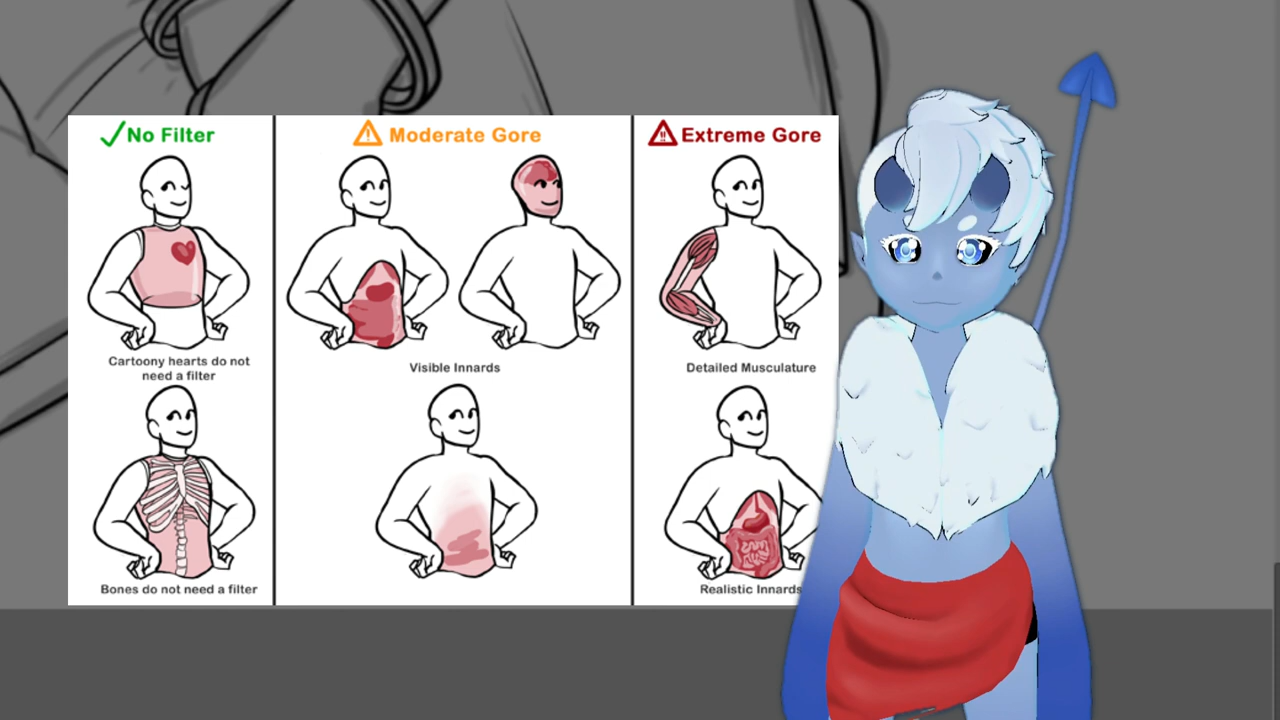 No Filter
Moderate Gore
Extreme Gore
Cartoony hearts do not
need a filter
Visible Innards
Detailed Musculature
Bones do not need a filter
Realistic Innards